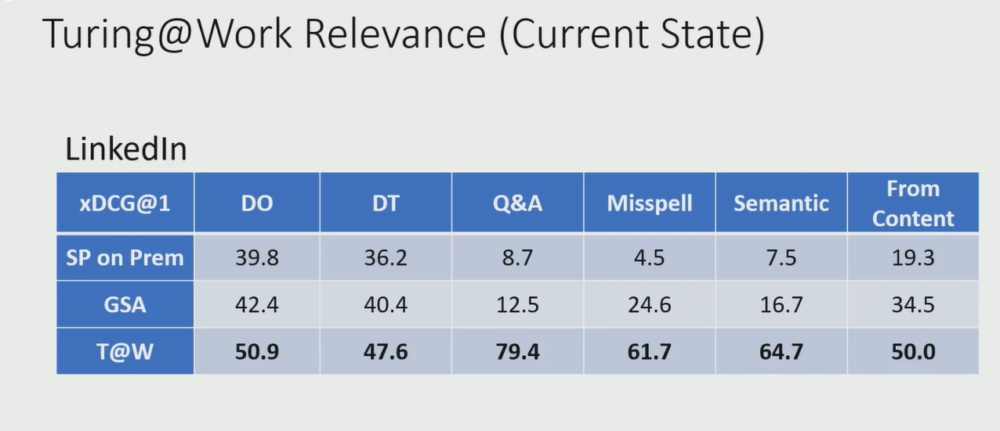 Turing@Work Relevance (Current State)
LinkedIn
xDCG@1 DO DT Q&A Misspell Semantic From Content
SP on Prem 39.8 36.2 8.7 4.5 7.5 19.3
GSA 42.4 40.4 12.5 24.6 16.7 34.5
T@W 50.9 47.6 79.4 61.7 64.7 50.0